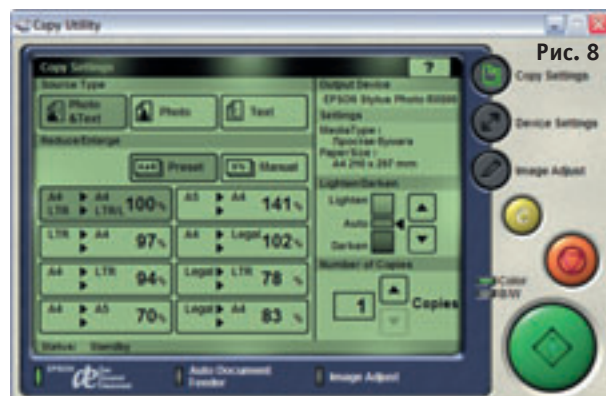 Copy Utility
Рис. 8
Copy Settings
?
Source Type
Photo
&Text
Photo
Text
Reduce/Enlarge
Preset
Manual
A4 LTR
A4 LTR/L
100%
A5 A4 141%
LTR A4 97%
A4 Legal 102%
A4 LTR 94%
Legal LTR 78%
A4 A5 70%
Legal A4 83%
Status: Standby
Output Device
EPSON Stylus Photo
Settings
MediaType:
Простая бумага
PaperSize:
A4 210 x 297 mm
Lighten/Darken
Lighten
Auto
Darken
Number of Copies
1
Copies
Copy Settings
Device Settings
Image Adjust
Color
B/W
EPSON
Auto Document
Feeder
Image Adjust